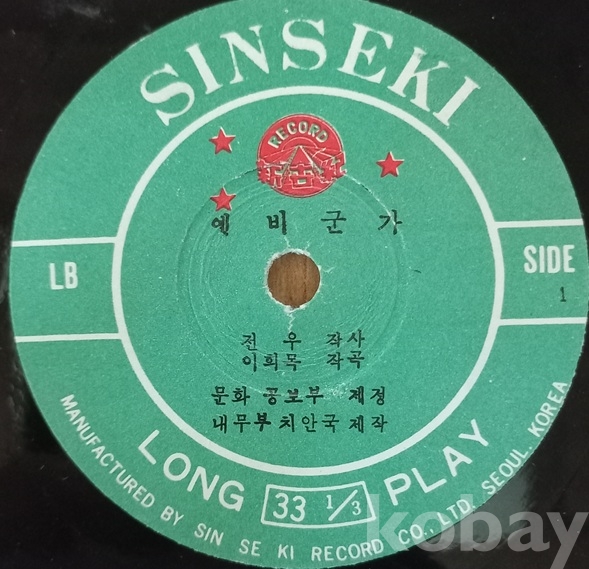 SINSEKI
RECORD
예비군가
LB
SIDE
1
전우 작사
이희목 작곡
문화 공보부 제정
내무부 치안국 제작
LONG 33 1/3 PLAY
MANUFACTURED BY SIN SE KI RECORD CO., LTD. SEOUL. KOREA
kobay